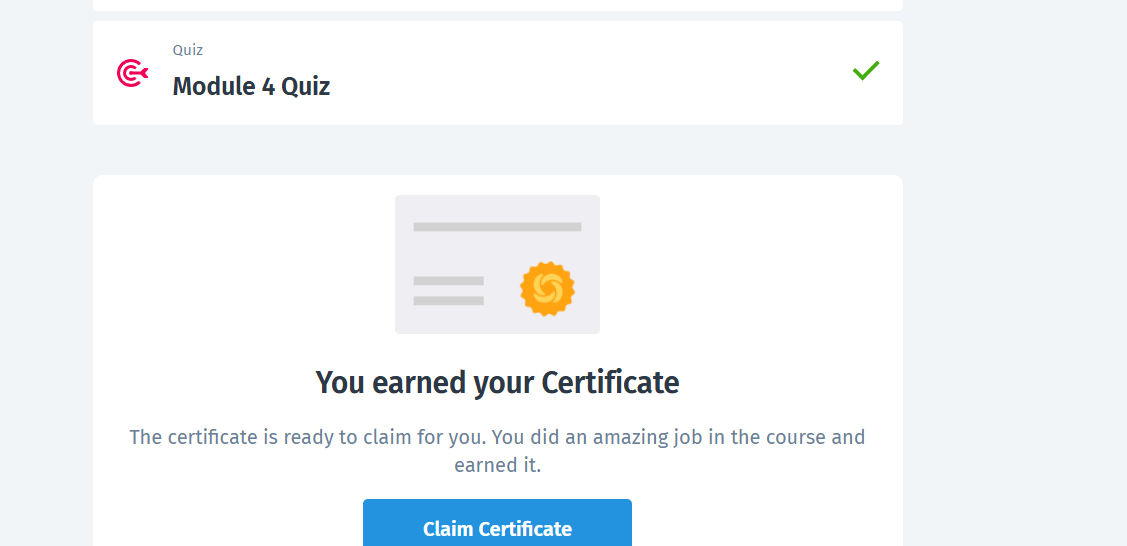 Quiz
Module 4 Quiz
You earned your Certificate
The certificate is ready to claim for you. You did an amazing job in the course and
earned it.
Claim Certificate